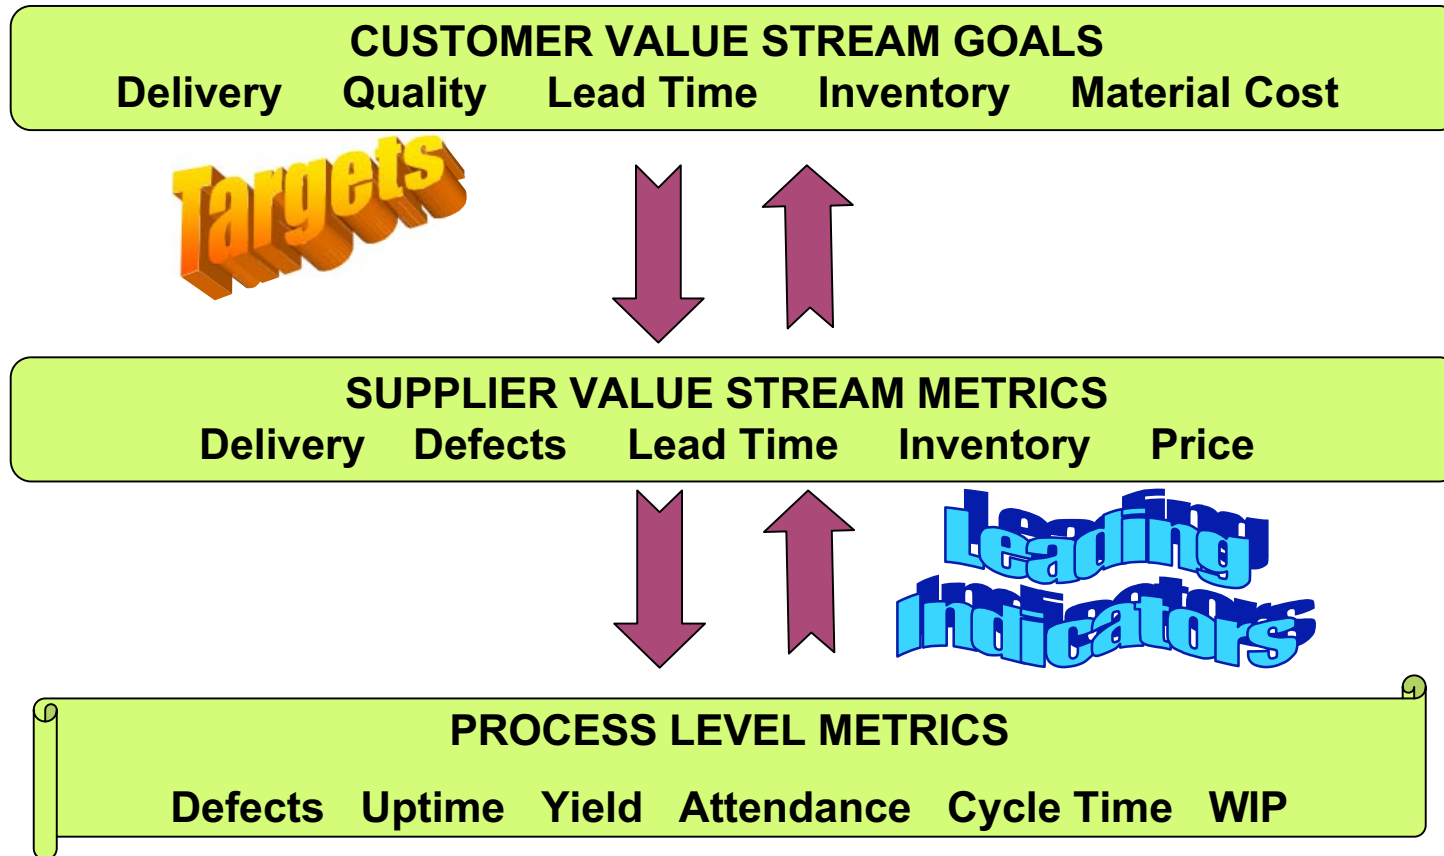 CUSTOMER VALUE STREAM GOALS
Delivery Quality Lead Time Inventory Material Cost
Targets
SUPPLIER VALUE STREAM METRICS
Delivery Defects Lead Time Inventory Price
Leading
Indicators
PROCESS LEVEL METRICS
Defects Uptime Yield Attendance Cycle Time WIP